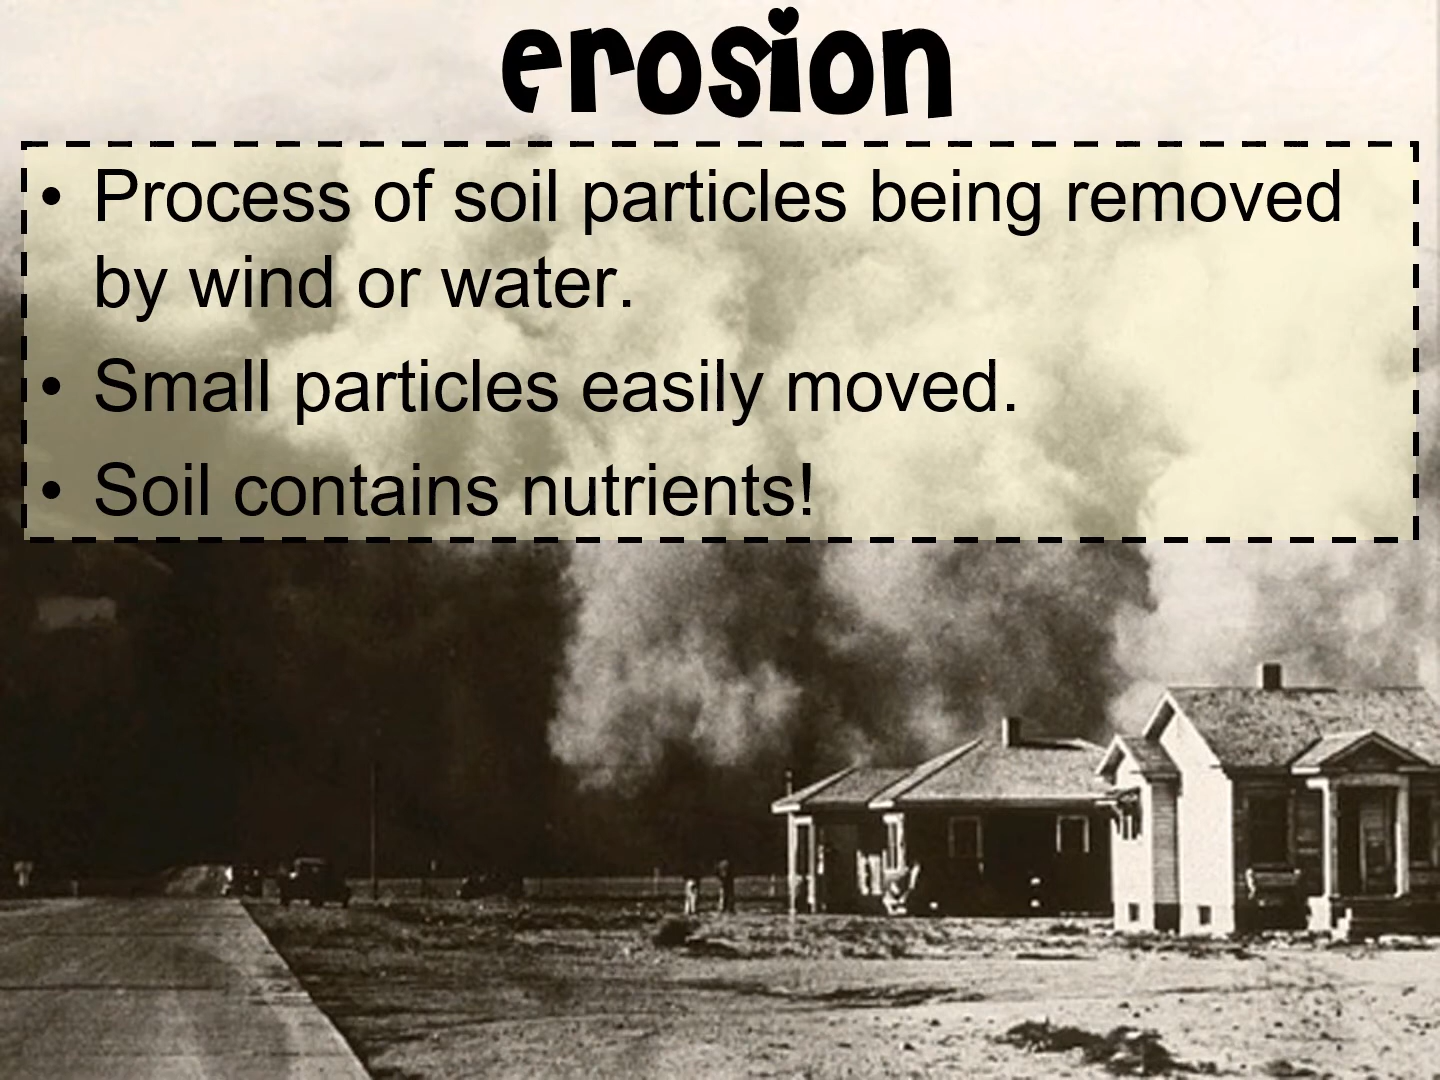 erosion
• Process of soil particles being removed
by wind or water.
• Small particles easily moved.
• Soil contains nutrients!